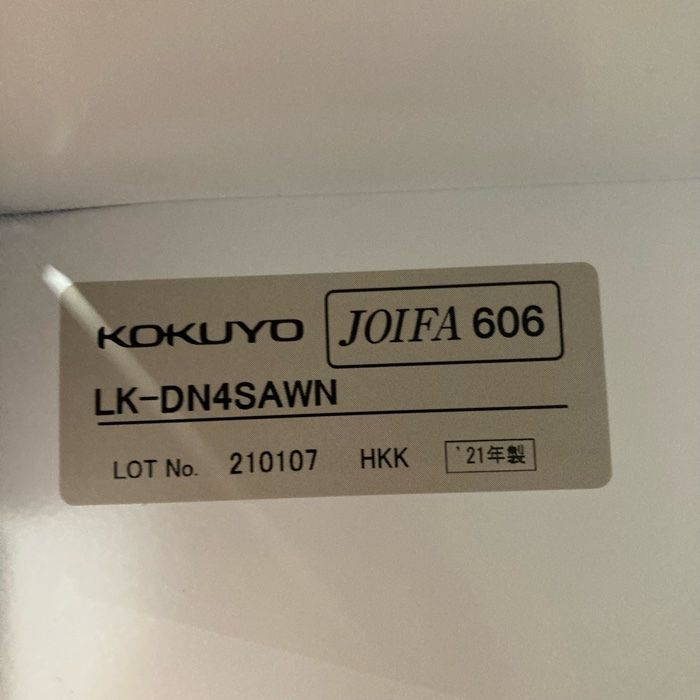 KOKUYO JOIFA 606
LK-DN4SAWN
LOT No. 210107 HKK '21年製